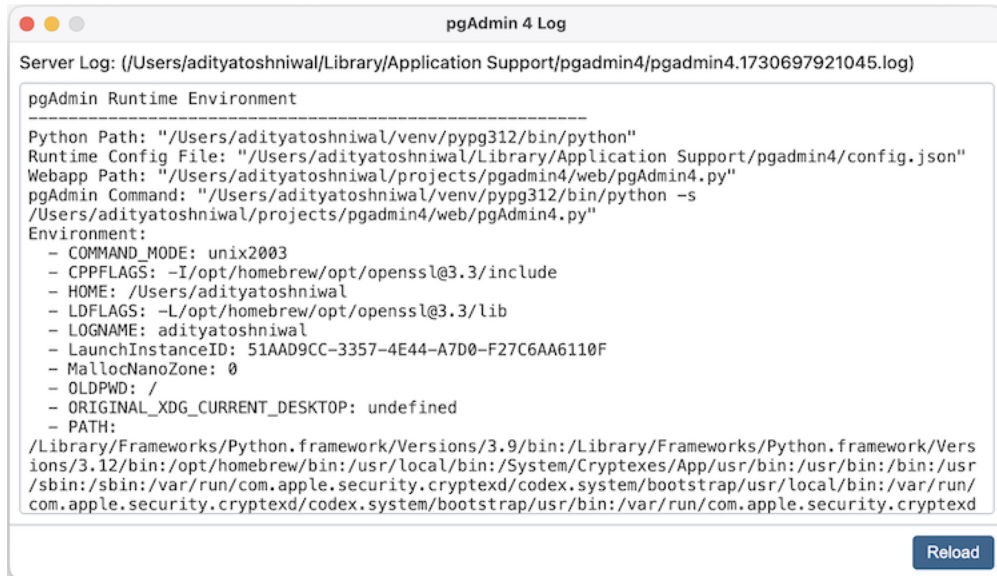 pgAdmin 4 Log
Server Log: (/Users/adityatoshniwal/Library/Application Support/pgadmin4/pgadmin4.1730697921045.log)
pgAdmin Runtime Environment
--------------------------------------------------------
Python Path: "/Users/adityatoshniwal/venv/pypg312/bin/python"
Runtime Config File: "/Users/adityatoshniwal/Library/Application Support/pgadmin4/config.json"
Webapp Path: "/Users/adityatoshniwal/projects/pgadmin4/web/pgAdmin4.py"
pgAdmin Command: "/Users/adityatoshniwal/venv/pypg312/bin/python -s
/Users/adityatoshniwal/projects/pgadmin4/web/pgAdmin4.py"
Environment:
- COMMAND_MODE: unix2003
- CPPFLAGS: -I/opt/homebrew/opt/openssl@3.3/include
- HOME: /Users/adityatoshniwal
- LDFLAGS: -L/opt/homebrew/opt/openssl@3.3/lib
- LOGNAME: adityatoshniwal
- LaunchInstanceID: 51AAD9CC-3357-4E44-A7D0-F27C6AA6110F
- MallocNanoZone: 0
- OLDPWD: /
- ORIGINAL_XDG_CURRENT_DESKTOP: undefined
- PATH:
/Library/Frameworks/Python.framework/Versions/3.9/bin:/Library/Frameworks/Python.framework/Vers
ions/3.12/bin:/opt/homebrew/bin:/usr/local/bin:/System/Cryptexes/App/usr/bin:/usr/bin:/bin:/usr
/sbin:/sbin:/var/run/com.apple.security.cryptexd/codex.system/bootstrap/usr/local/bin:/var/run/
com.apple.security.cryptexd/codex.system/bootstrap/usr/bin:/var/run/com.apple.security.cryptexd
Reload